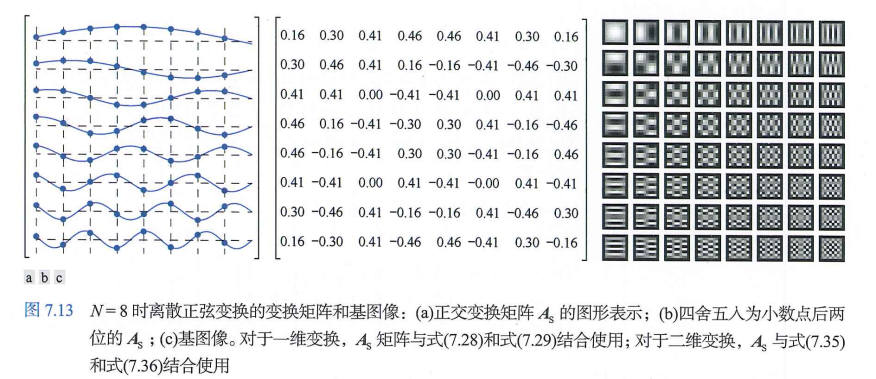 0.16 0.30 0.41 0.46 0.46 0.41 0.30 0.16
0.30 0.46 0.41 0.16 −0.16 −0.41 −0.46 −0.30
0.41 0.41 0.00 −0.41 −0.41 0.00 0.41 0.41
0.46 0.16 −0.41 −0.30 0.30 0.41 −0.16 −0.46
0.46 −0.16 −0.41 0.30 0.30 −0.41 −0.16 0.46
0.41 −0.41 0.00 0.41 −0.41 −0.00 0.41 −0.41
0.30 −0.46 0.41 −0.16 −0.16 0.41 −0.46 0.30
0.16 −0.30 0.41 −0.46 0.46 −0.41 0.30 −0.16
a b c
图 7.13 N = 8 时离散正弦变换的变换矩阵和基图像：(a)正交变换矩阵 As 的图形表示；(b)四舍五入为小数点后两
位的 As；(c)基图像。对于一维变换，As 矩阵与式(7.28)和式(7.29)结合使用；对于二维变换，As 与式(7.35)
和式(7.36)结合使用